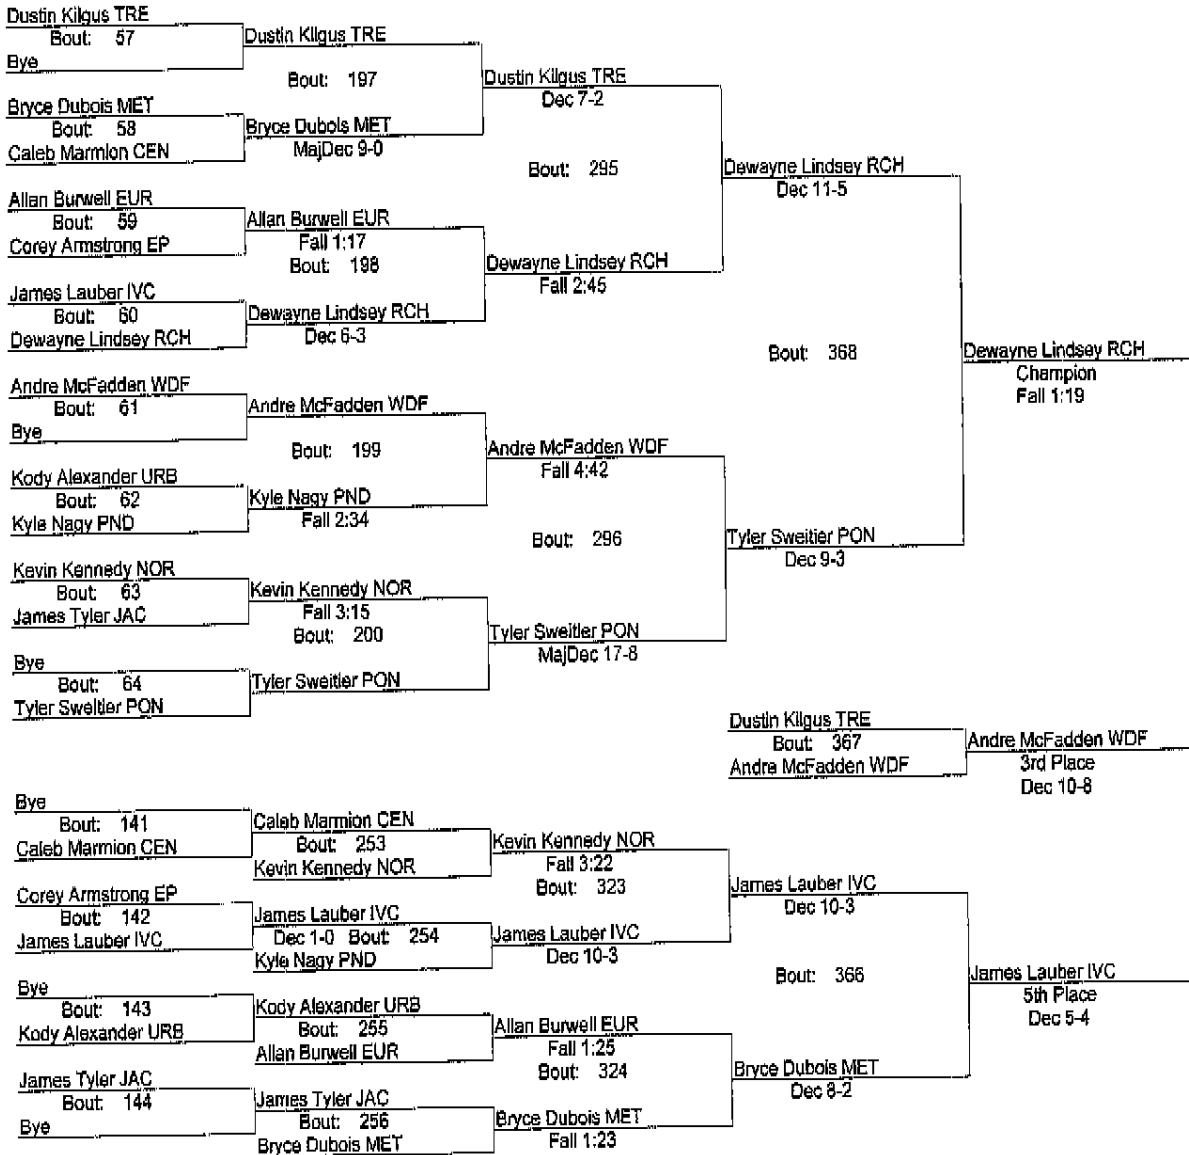 Dustin Kilgus TRE
Bout: 57
Bye
Dustin Kilgus TRE
Bout: 197
Bryce Dubois MET
Bout: 58
Caleb Marmion CEN
Bryce Dubois MET
MajDec 9-0
Dustin Kilgus TRE
Dec 7-2
Bout: 295
Allan Burwell EUR
Bout: 59
Corey Armstrong EP
Allan Burwell EUR
Fall 1:17
Bout: 198
James Lauber IVC
Bout: 60
Dewayne Lindsey RCH
Dewayne Lindsey RCH
Dec 6-3
Dewayne Lindsey RCH
Fall 2:45
Dewayne Lindsey RCH
Dec 11-5
Bout: 368
Andre McFadden WDF
Bout: 61
Bye
Andre McFadden WDF
Bout: 199
Kody Alexander URB
Bout: 62
Kyle Nagy PND
Kyle Nagy PND
Fall 2:34
Andre McFadden WDF
Fall 4:42
Bout: 296
Kevin Kennedy NOR
Bout: 63
James Tyler JAC
Kevin Kennedy NOR
Fall 3:15
Bout: 200
Bye
Bout: 64
Tyler Sweitier PON
Tyler Sweitier PON
Tyler Sweitier PON
MajDec 17-8
Tyler Sweitier PON
Dec 9-3
Dewayne Lindsey RCH
Champion
Fall 1:19
Dustin Kilgus TRE
Bout: 367
Andre McFadden WDF
Andre McFadden WDF
3rd Place
Dec 10-8
Bye
Bout: 141
Caleb Marmion CEN
Caleb Marmion CEN
Bout: 253
Kevin Kennedy NOR
Kevin Kennedy NOR
Fall 3:22
Bout: 323
Corey Armstrong EP
Bout: 142
James Lauber IVC
James Lauber IVC
Dec 1-0 Bout: 254
Kyle Nagy PND
James Lauber IVC
Dec 10-3
James Lauber IVC
Dec 10-3
Bout: 366
Bye
Bout: 143
Kody Alexander URB
Kody Alexander URB
Bout: 255
Allan Burwell EUR
Allan Burwell EUR
Fall 1:25
Bout: 324
James Tyler JAC
Bout: 144
Bye
James Tyler JAC
Bout: 256
Bryce Dubois MET
Bryce Dubois MET
Fall 1:23
Bryce Dubois MET
Dec 8-2
James Lauber IVC
5th Place
Dec 5-4